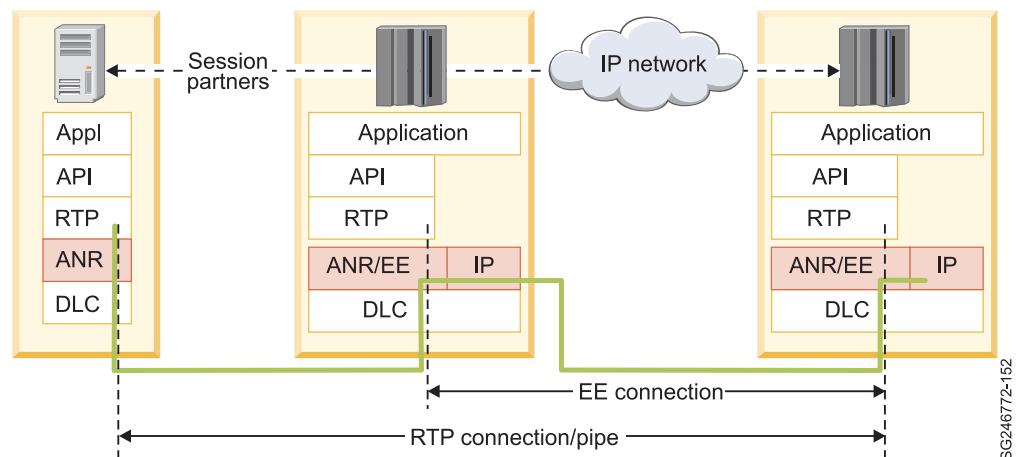 Session
partners
IP network
Appl
API
RTP
ANR
DLC
Application
API
RTP
ANR/EE
IP
DLC
Application
API
RTP
ANR/EE
IP
DLC
EE connection
RTP connection/pipe
SG246772-152